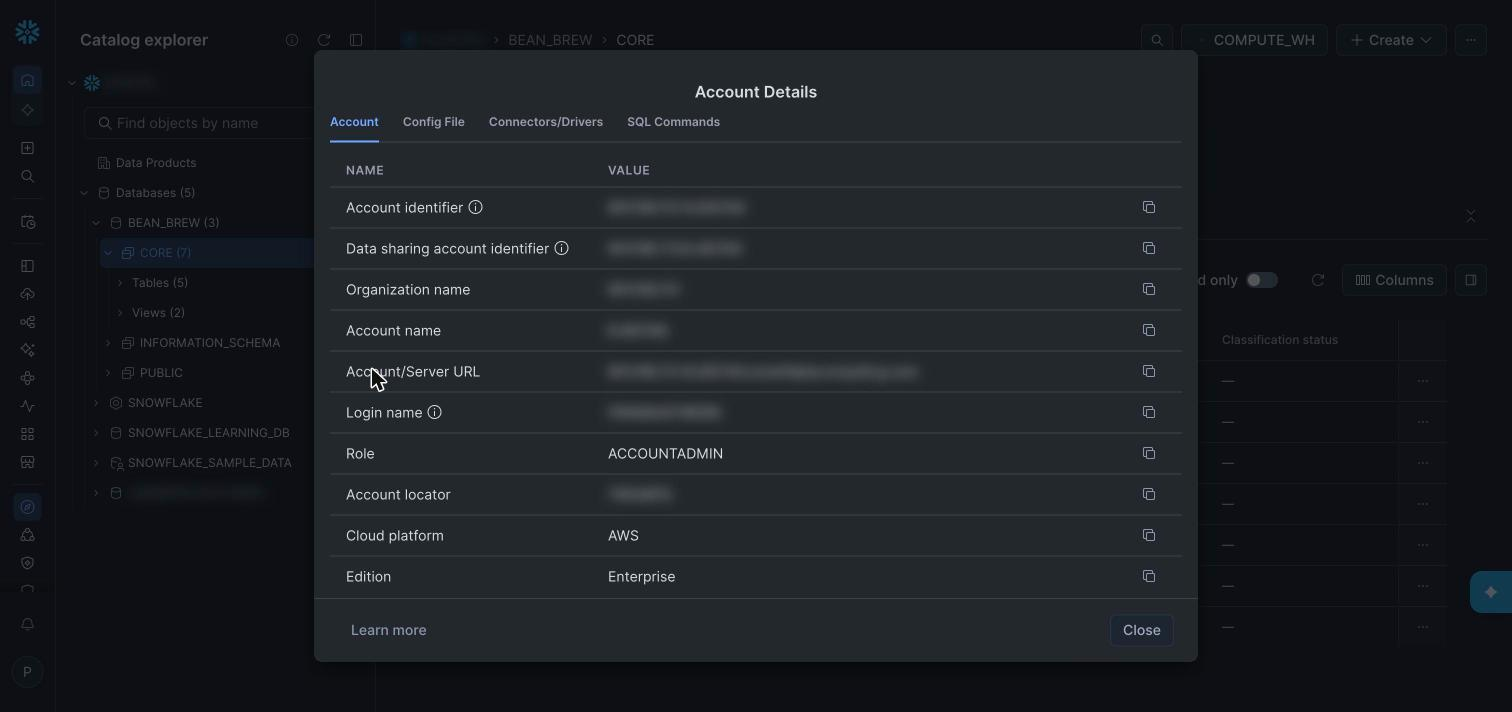 Catalog explorer
BEAN_BREW > CORE
COMPUTE_WH
+ Create
Find objects by name
Data Products
Databases (5)
BEAN_BREW (3)
CORE (7)
Tables (5)
Views (2)
INFORMATION_SCHEMA
PUBLIC
SNOWFLAKE
SNOWFLAKE_LEARNING_DB
SNOWFLAKE_SAMPLE_DATA
P
Account Details
Account Config File Connectors/Drivers SQL Commands
NAME VALUE
Account identifier
Data sharing account identifier
Organization name
Account name
Account/Server URL
Login name
Role ACCOUNTADMIN
Account locator
Cloud platform AWS
Edition Enterprise
Learn more Close
only
Columns
Classification status
—
—
—
—
—
—
—